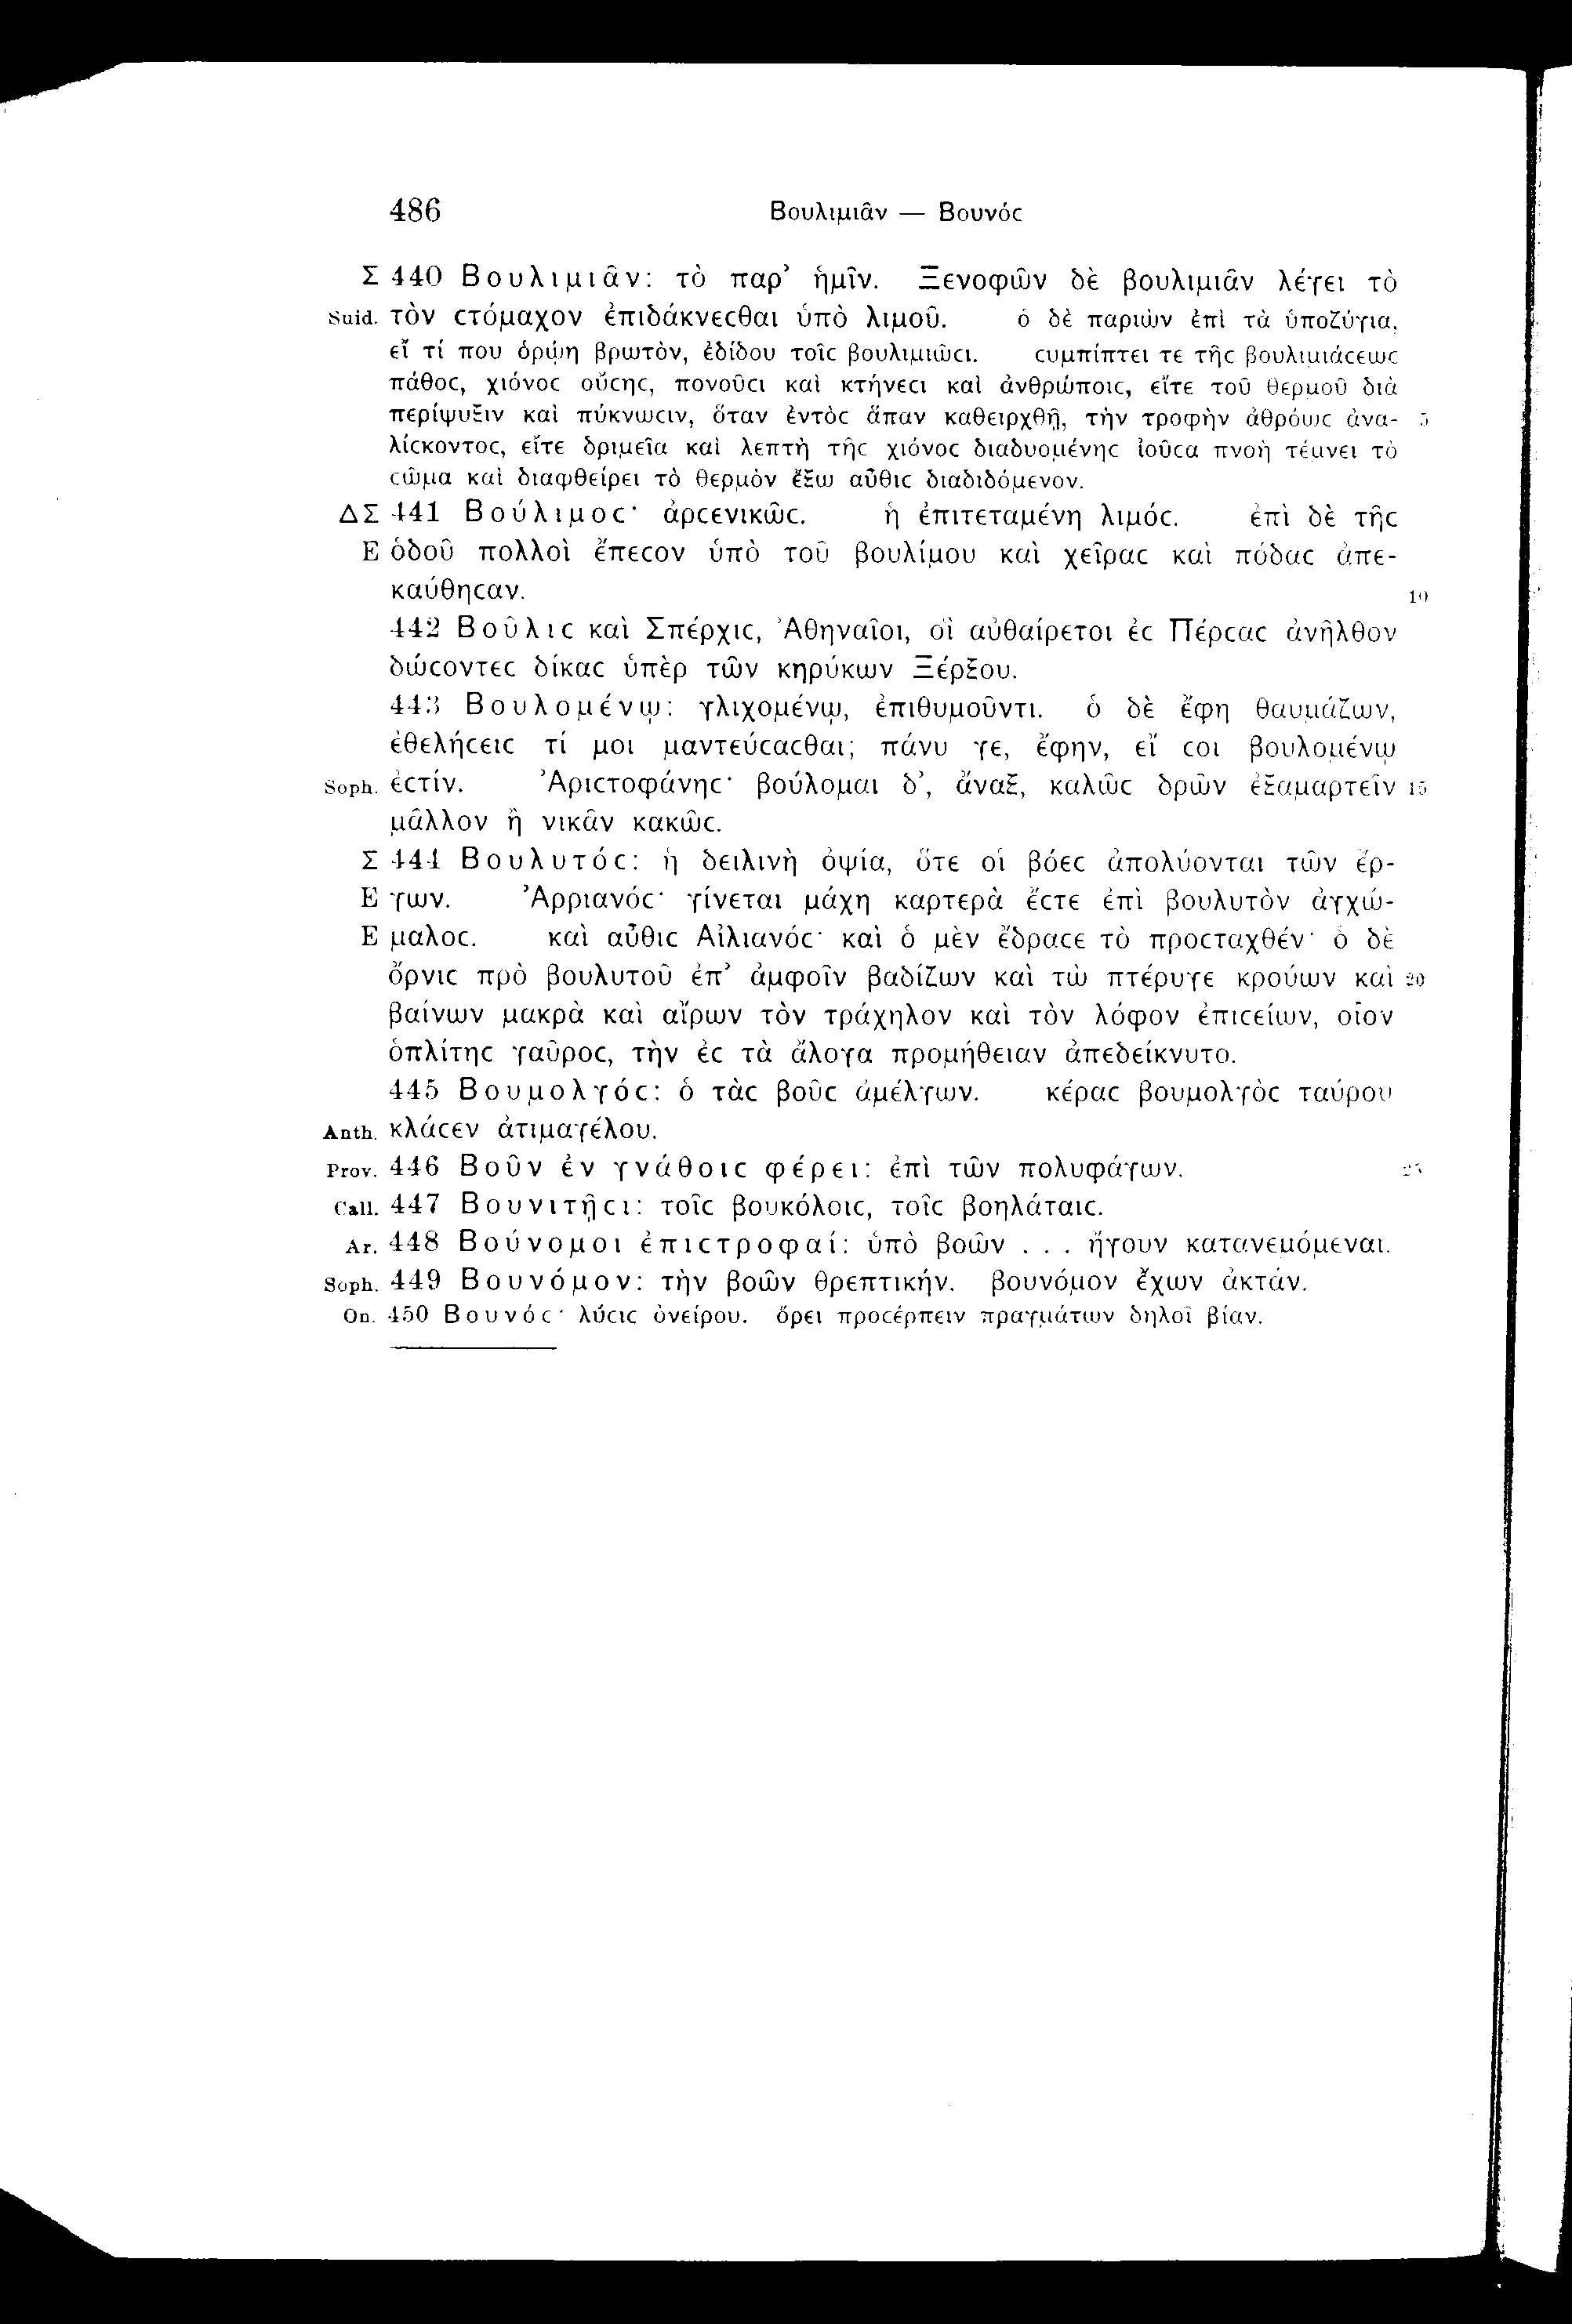 486 Βουλιμιᾶν — Βουνόϲ
Σ 440 Βουλιμιᾶν: τὸ παρ’ ἡμῖν. Ξενοφῶν δὲ βουλιμιᾶν λέγει τὸ
Suid. τὸν ϲτόμαχον ἐπιδάκνεϲθαι ὑπὸ λιμοῦ. ὁ δὲ παριὼν ἐπὶ τὰ ὑποζύγια,
εἴ τί που ὁρῴη βρωτὸν, ἐδίδου τοῖϲ βουλιμιῶϲι. ϲυμπίπτει τε τῆϲ βουλιμιάϲεωϲ
πάθοϲ, χιόνοϲ οὔϲηϲ, πονοῦϲι καὶ κτήνεϲι καὶ ἀνθρώποιϲ, εἴτε τοῦ θερμοῦ διὰ
περίψυξιν καὶ πύκνωϲιν, ὅταν ἐντὸϲ ἅπαν καθειρχθῇ, τὴν τροφὴν ἀθρόωϲ ἀνα- 5
λίϲκοντοϲ, εἴτε δριμεῖα καὶ λεπτὴ τῆϲ χιόνοϲ διαδυομένηϲ ἰοῦϲα πνοὴ τέμνει τὸ
ϲῶμα καὶ διαφθείρει τὸ θερμὸν ἔξω αὖθιϲ διαδιδόμενον.
ΔΣ 441 Βούλιμοϲ· ἀρϲενικῶϲ. ἡ ἐπιτεταμένη λιμόϲ. ἐπὶ δὲ τῆϲ
Ε ὁδοῦ πολλοὶ ἔπεϲον ὑπὸ τοῦ βουλίμου καὶ χεῖραϲ καὶ πόδαϲ ἀπε-
καύθηϲαν. 10
442 Βοῦλιϲ καὶ Σπέρχιϲ, Ἀθηναῖοι, οἳ αὐθαίρετοι ἐϲ Πέρϲαϲ ἀνῆλθον
δώϲοντεϲ δίκαϲ ὑπὲρ τῶν κηρύκων Ξέρξου.
443 Βουλομένῳ: γλιχομένῳ, ἐπιθυμοῦντι. ὁ δὲ ἔφη θαυμάζων,
ἐθελήϲειϲ τί μοι μαντεύϲαϲθαι; πάνυ γε, ἔφην, εἴ ϲοι βουλομένῳ
Soph. ἐϲτίν. Ἀριϲτοφάνηϲ· βούλομαι δ’, ἄναξ, καλῶϲ δρῶν ἐξαμαρτεῖν 15
μᾶλλον ἢ νικᾶν κακῶϲ.
Σ 444 Βουλυτόϲ: ἡ δειλινὴ ὀψία, ὅτε οἱ βόεϲ ἀπολύονται τῶν ἔρ-
Ε γων. Ἀρριανόϲ· γίνεται μάχη καρτερὰ ἔϲτε ἐπὶ βουλυτὸν ἀγχώ-
Ε μαλοϲ. καὶ αὖθιϲ Αἰλιανόϲ· καὶ ὁ μὲν ἔδραϲε τὸ προϲταχθέν· ὁ δὲ
ὄρνιϲ πρὸ βουλυτοῦ ἐπ’ ἀμφοῖν βαδίζων καὶ τὼ πτέρυγε κρούων καὶ 20
βαίνων μακρὰ καὶ αἴρων τὸν τράχηλον καὶ τὸν λόφον ἐπιϲείων, οἷον
ὁπλίτηϲ γαῦροϲ, τὴν ἐϲ τὰ ἄλογα προμήθειαν ἀπεδείκνυτο.
445 Βουμολγόϲ: ὁ τὰϲ βοῦϲ ἀμέλγων. κέραϲ βουμολγὸϲ ταύρου
Anth. κλάϲεν ἀτιμαγέλου.
Prov. 446 Βοῦν ἐν γνάθοιϲ φέρει: ἐπὶ τῶν πολυφάγων. 25
Call. 447 Βουνιτῇϲι: τοῖϲ βουκόλοιϲ, τοῖϲ βοηλάταιϲ.
Ar. 448 Βούνομοι ἐπιϲτροφαί: ὑπὸ βοῶν . . . ἤγουν κατανεμόμεναι.
Soph. 449 Βουνόμον: τὴν βοῶν θρεπτικήν. βουνόμον ἔχων ἀκτάν.
On. 450 Βουνόϲ· λύϲιϲ ὀνείρου. ὄρει προϲέρπειν πραγμάτων δηλοῖ βίαν.